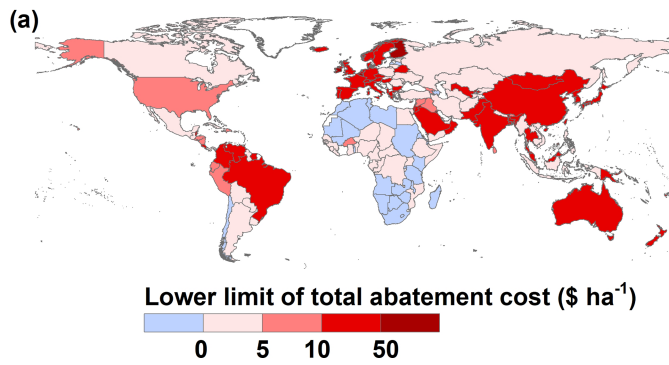 (a)
Lower limit of total abatement cost ($ ha⁻¹)
0 5 10 50